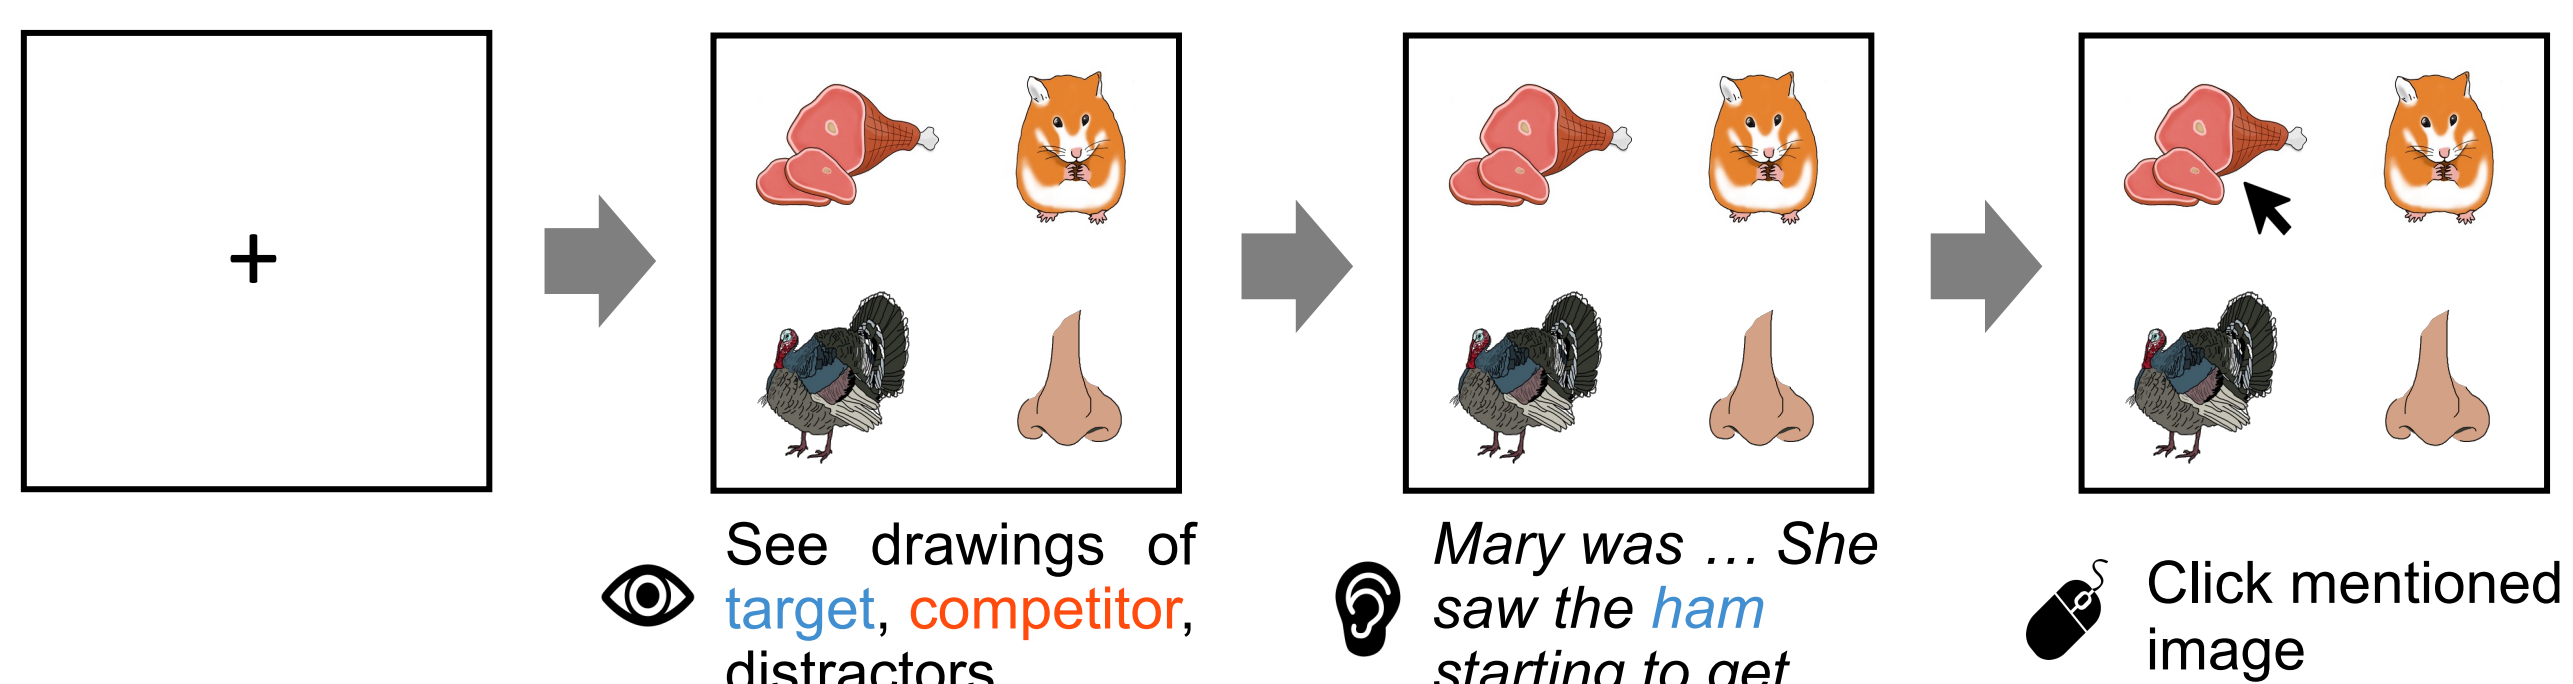 See drawings of
target, competitor,
distractors
Mary was … She
saw the ham
starting to get
Click mentioned
image